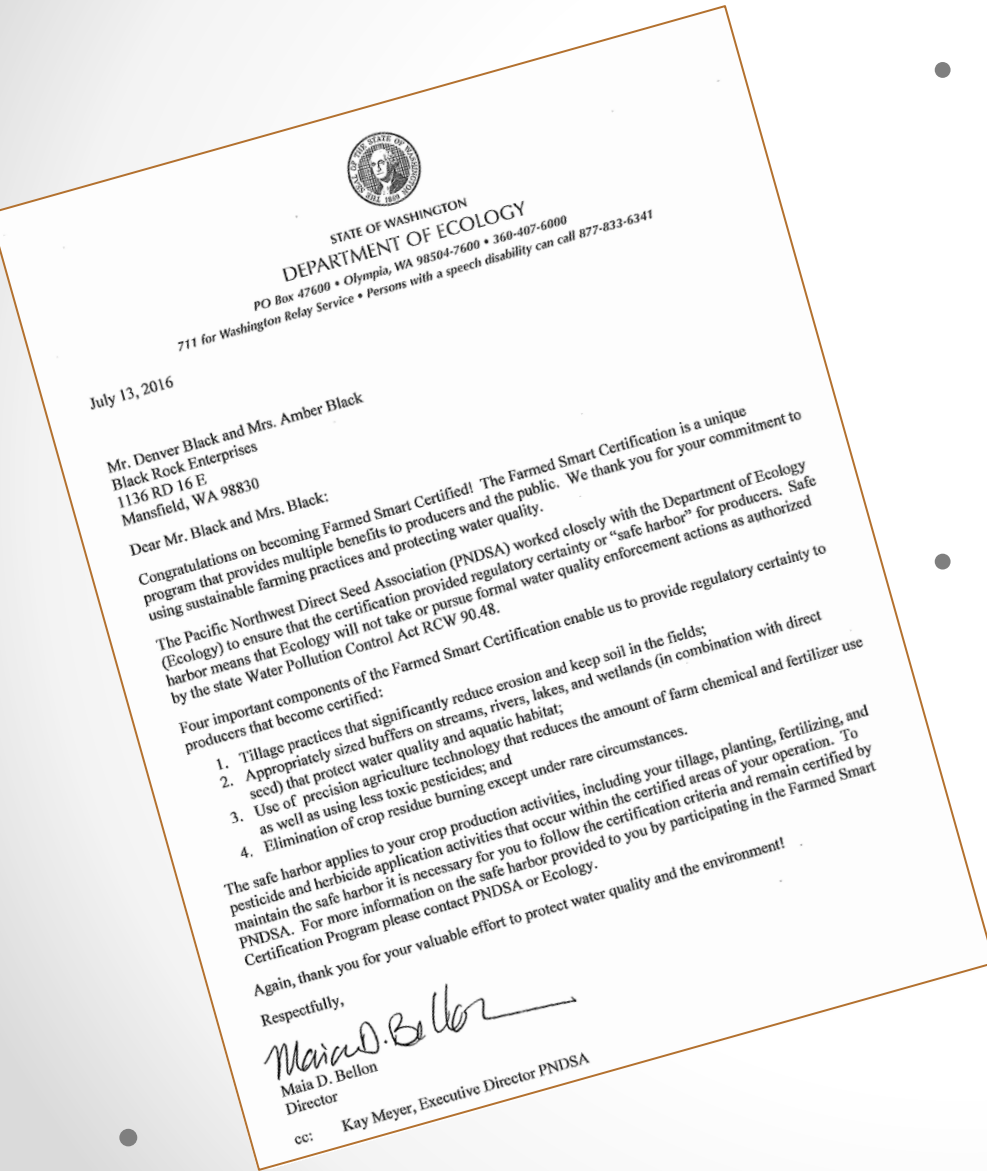 THE SEAL OF THE STATE OF WASHINGTON
1889
STATE OF WASHINGTON
DEPARTMENT OF ECOLOGY
PO Box 47600 • Olympia, WA 98504-7600 • 360-407-6000
711 for Washington Relay Service • Persons with a speech disability can call 877-833-6341
July 13, 2016
Mr. Denver Black and Mrs. Amber Black
Black Rock Enterprises
1136 RD 16 E
Mansfield, WA 98830
Dear Mr. Black and Mrs. Black:
Congratulations on becoming Farmed Smart Certified! The Farmed Smart Certification is a unique
program that provides multiple benefits to producers and the public. We thank you for your commitment to
using sustainable farming practices and protecting water quality.
The Pacific Northwest Direct Seed Association (PNDSA) worked closely with the Department of Ecology
(Ecology) to ensure that the certification provided regulatory certainty or “safe harbor” for producers. Safe
harbor means that Ecology will not take or pursue formal water quality enforcement actions as authorized
by the state Water Pollution Control Act RCW 90.48.
Four important components of the Farmed Smart Certification enable us to provide regulatory certainty to
producers that become certified:
1. Tillage practices that significantly reduce erosion and keep soil in the fields;
2. Appropriately sized buffers on streams, rivers, lakes, and wetlands (in combination with direct
seed) that protect water quality and aquatic habitat;
3. Use of precision agriculture technology that reduces the amount of farm chemical and fertilizer use
as well as using less toxic pesticides; and
4. Elimination of crop residue burning except under rare circumstances.
The safe harbor applies to your crop production activities, including your tillage, planting, fertilizing, and
pesticide and herbicide application activities that occur within the certified areas of your operation. To
maintain the safe harbor it is necessary for you to follow the certification criteria and remain certified by
PNDSA. For more information on the safe harbor provided to you by participating in the Farmed Smart
Certification Program please contact PNDSA or Ecology.
Again, thank you for your valuable effort to protect water quality and the environment!
Respectfully,
Maia D. Bellon
Maia D. Bellon
Director
cc: Kay Meyer, Executive Director PNDSA